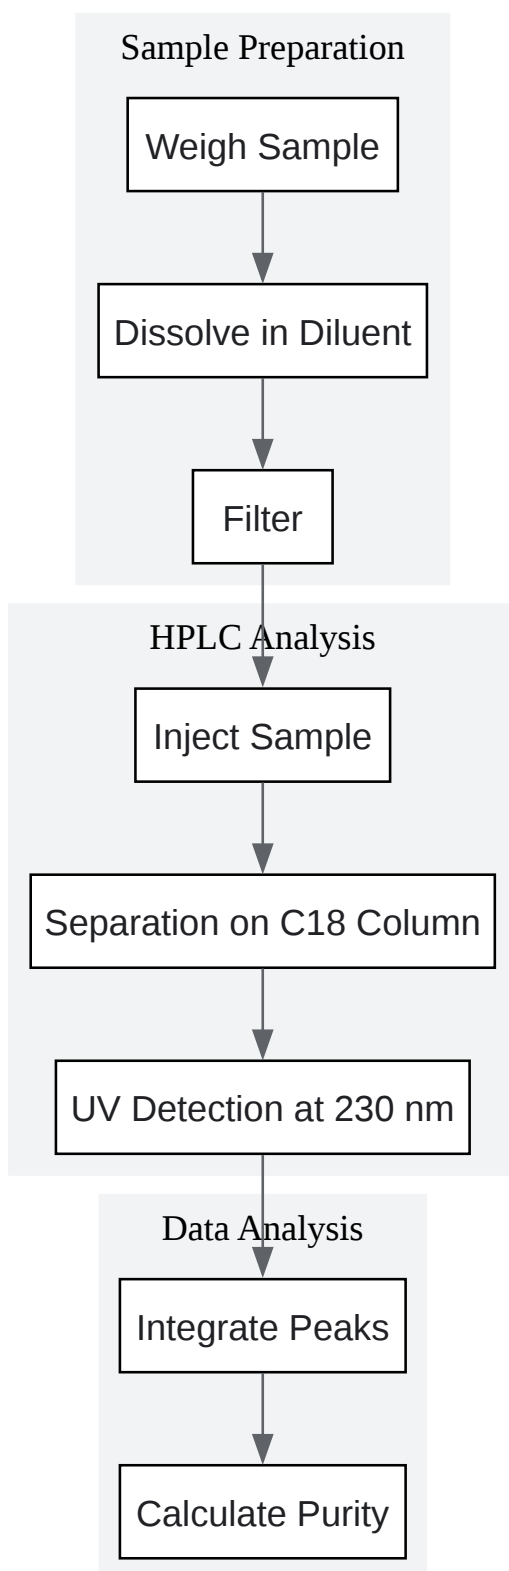 Sample Preparation
Weigh Sample
Dissolve in Diluent
Filter
HPLC Analysis
Inject Sample
Separation on C18 Column
UV Detection at 230 nm
Data Analysis
Integrate Peaks
Calculate Purity